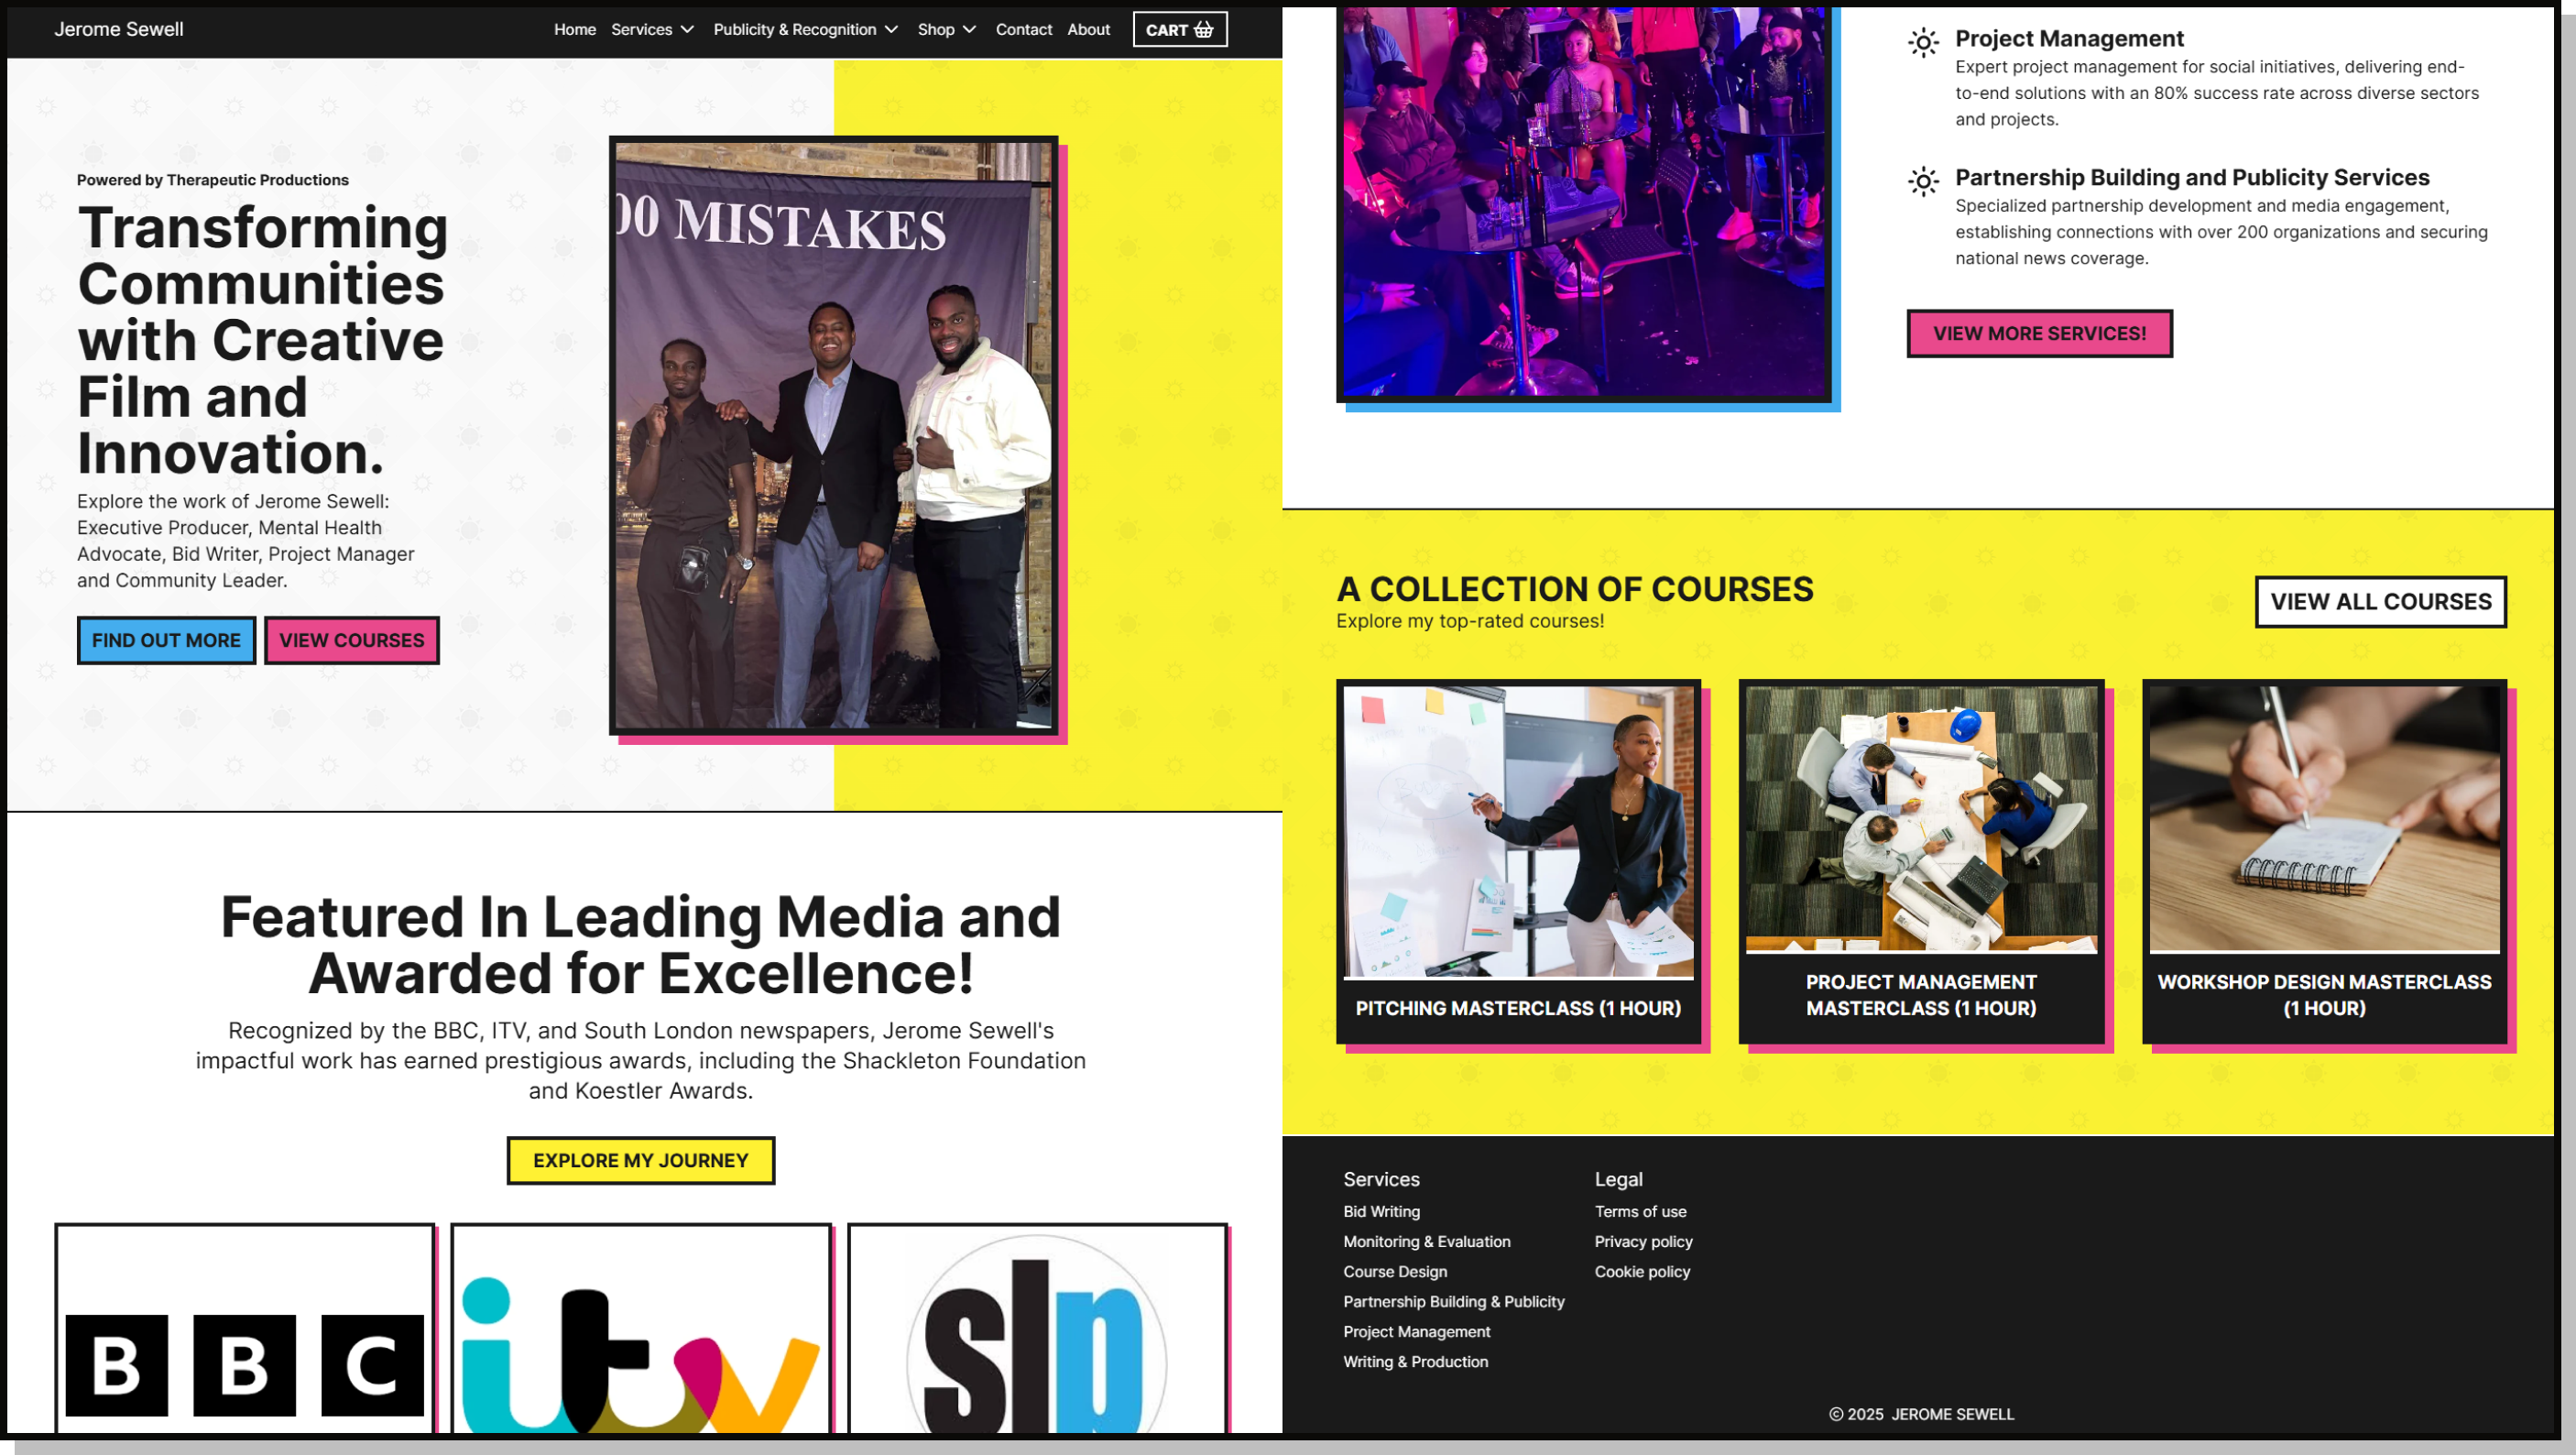 Jerome Sewell
Home Services Publicity & Recognition Shop Contact About CART
Powered by Therapeutic Productions
Transforming
Communities
with Creative
Film and
Innovation.
Explore the work of Jerome Sewell:
Executive Producer, Mental Health
Advocate, Bid Writer, Project Manager
and Community Leader.
FIND OUT MORE VIEW COURSES
00 MISTAKES
Featured In Leading Media and
Awarded for Excellence!
Recognized by the BBC, ITV, and South London newspapers, Jerome Sewell's
impactful work has earned prestigious awards, including the Shackleton Foundation
and Koestler Awards.
EXPLORE MY JOURNEY
BBC
itv
slp
Project Management
Expert project management for social initiatives, delivering end-
to-end solutions with an 80% success rate across diverse sectors
and projects.
Partnership Building and Publicity Services
Specialized partnership development and media engagement,
establishing connections with over 200 organizations and securing
national news coverage.
VIEW MORE SERVICES!
A COLLECTION OF COURSES
Explore my top-rated courses!
VIEW ALL COURSES
PITCHING MASTERCLASS (1 HOUR)
PROJECT MANAGEMENT
MASTERCLASS (1 HOUR)
WORKSHOP DESIGN MASTERCLASS
(1 HOUR)
Services
Bid Writing
Monitoring & Evaluation
Course Design
Partnership Building & Publicity
Project Management
Writing & Production
Legal
Terms of use
Privacy policy
Cookie policy
© 2025 JEROME SEWELL